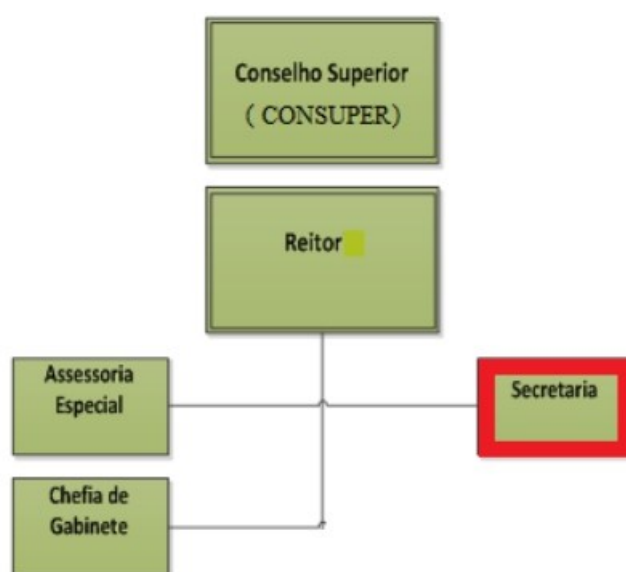 Conselho Superior
( CONSUPER)
Reitor
Assessoria
Especial
Secretaria
Chefia de
Gabinete